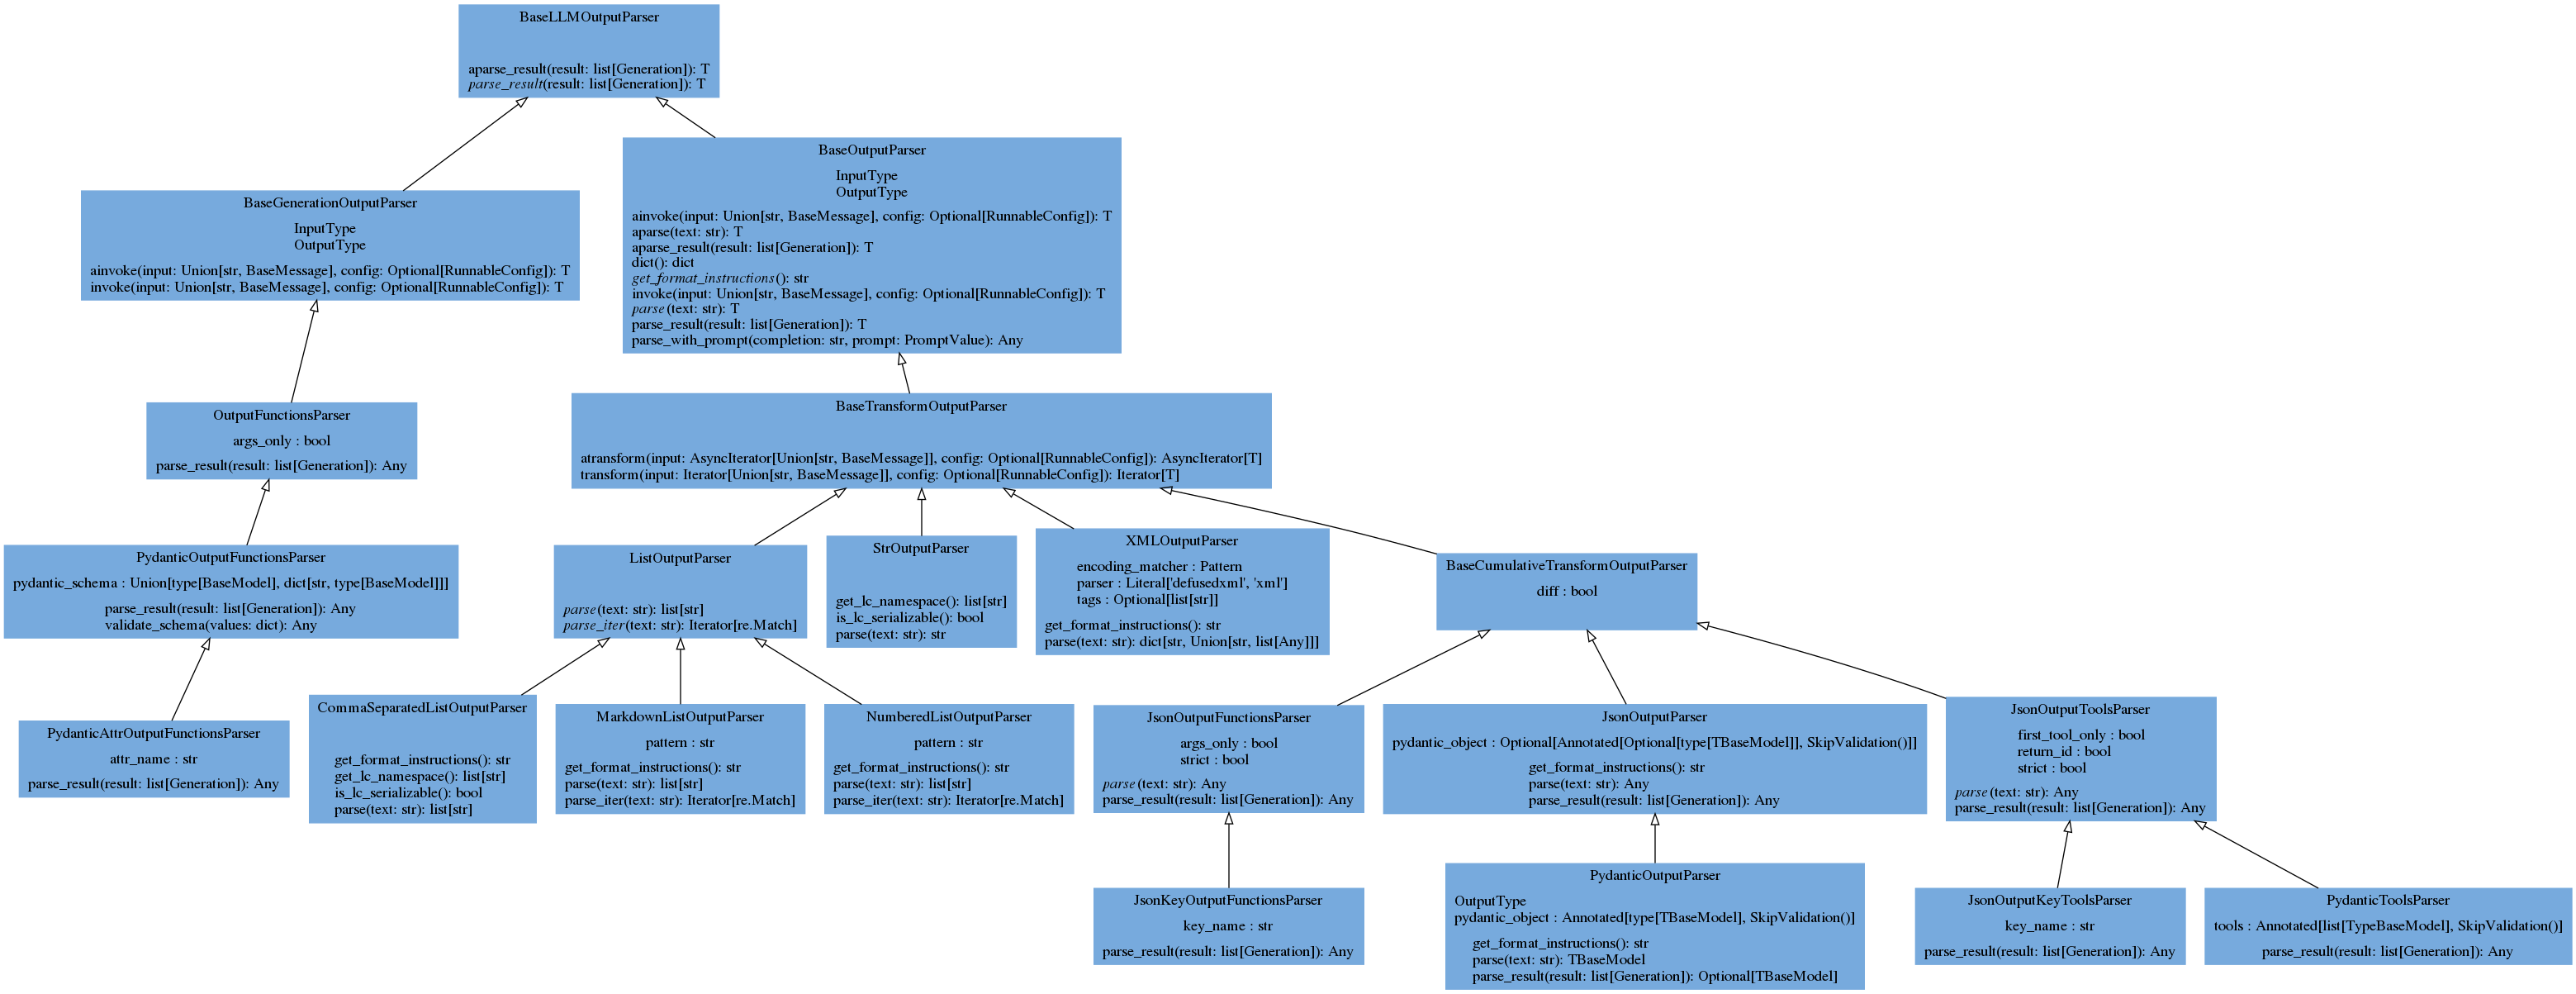 BaseLLMOutputParser
aparse_result(result: list[Generation]): T
parse_result(result: list[Generation]): T
BaseOutputParser
InputType
OutputType
ainvoke(input: Union[str, BaseMessage], config: Optional[RunnableConfig]): T
aparse(text: str): T
aparse_result(result: list[Generation]): T
dict(): dict
get_format_instructions(): str
invoke(input: Union[str, BaseMessage], config: Optional[RunnableConfig]): T
parse(text: str): T
parse_result(result: list[Generation]): T
parse_with_prompt(completion: str, prompt: PromptValue): Any
BaseGenerationOutputParser
InputType
OutputType
ainvoke(input: Union[str, BaseMessage], config: Optional[RunnableConfig]): T
invoke(input: Union[str, BaseMessage], config: Optional[RunnableConfig]): T
OutputFunctionsParser
args_only : bool
parse_result(result: list[Generation]): Any
BaseTransformOutputParser
atransform(input: AsyncIterator[Union[str, BaseMessage]], config: Optional[RunnableConfig]): AsyncIterator[T]
transform(input: Iterator[Union[str, BaseMessage]], config: Optional[RunnableConfig]): Iterator[T]
PydanticOutputFunctionsParser
pydantic_schema : Union[type[BaseModel], dict[str, type[BaseModel]]]
parse_result(result: list[Generation]): Any
validate_schema(values: dict): Any
ListOutputParser
parse(text: str): list[str]
parse_iter(text: str): Iterator[re.Match]
StrOutputParser
get_lc_namespace(): list[str]
is_lc_serializable(): bool
parse(text: str): str
XMLOutputParser
encoding_matcher : Pattern
parser : Literal['defusedxml', 'xml']
tags : Optional[list[str]]
get_format_instructions(): str
parse(text: str): dict[str, Union[str, list[Any]]]
BaseCumulativeTransformOutputParser
diff : bool
PydanticAttrOutputFunctionsParser
attr_name : str
parse_result(result: list[Generation]): Any
CommaSeparatedListOutputParser
get_format_instructions(): str
get_lc_namespace(): list[str]
is_lc_serializable(): bool
parse(text: str): list[str]
MarkdownListOutputParser
pattern : str
get_format_instructions(): str
parse(text: str): list[str]
parse_iter(text: str): Iterator[re.Match]
NumberedListOutputParser
pattern : str
get_format_instructions(): str
parse(text: str): list[str]
parse_iter(text: str): Iterator[re.Match]
JsonOutputFunctionsParser
args_only : bool
strict : bool
parse(text: str): Any
parse_result(result: list[Generation]): Any
JsonOutputParser
pydantic_object : Optional[Annotated[Optional[type[TBaseModel]], SkipValidation()]]
get_format_instructions(): str
parse(text: str): Any
parse_result(result: list[Generation]): Any
JsonOutputToolsParser
first_tool_only : bool
return_id : bool
strict : bool
parse(text: str): Any
parse_result(result: list[Generation]): Any
JsonKeyOutputFunctionsParser
key_name : str
parse_result(result: list[Generation]): Any
PydanticOutputParser
OutputType
pydantic_object : Annotated[type[TBaseModel], SkipValidation()]
get_format_instructions(): str
parse(text: str): TBaseModel
parse_result(result: list[Generation]): Optional[TBaseModel]
JsonOutputKeyToolsParser
key_name : str
parse_result(result: list[Generation]): Any
PydanticToolsParser
tools : Annotated[list[TypeBaseModel], SkipValidation()]
parse_result(result: list[Generation]): Any